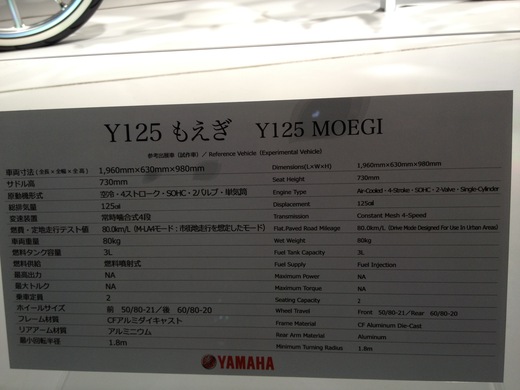 Y125 もえぎ Y125 MOEGI
参考出展車（試作車）／Reference Vehicle (Experimental Vehicle)
車両寸法(全長×全幅×全高) 1,960mm×630mm×980mm Dimensions(L×W×H) 1,960mm×630mm×980mm
サドル高 730mm Seat Height 730mm
原動機形式 空冷・4ストローク・SOHC・2バルブ・単気筒 Engine Type Air-Cooled・4-Stroke・SOHC・2-Valve・Single-Cylinder
総排気量 125㎤ Displacement 125㎤
変速装置 常時噛合式4段 Transmission Constant Mesh 4-Speed
燃費・定地走行テスト値 80.0km/L（M-LA4モード：市街地走行を想定したモード） Flat,Paved Road Mileage 80.0km/L (Drive Mode Designed For Use In Urban Areas)
車両重量 80kg Wet Weight 80kg
燃料タンク容量 3L Fuel Tank Capacity 3L
燃料供給 燃料噴射式 Fuel Supply Fuel Injection
最高出力 NA Maximum Power NA
最大トルク NA Maximum Torque NA
乗車定員 2 Seating Capacity 2
ホイールサイズ 前 50/80-21／後 60/80-20 Wheel Travel Front 50/80-21／Rear 60/80-20
フレーム材質 CFアルミダイキャスト Frame Material CF Aluminum Die-Cast
リアアーム材質 アルミニウム Rear Arm Material Aluminum
最小回転半径 1.8m Minimum Turning Radius 1.8m
YAMAHA